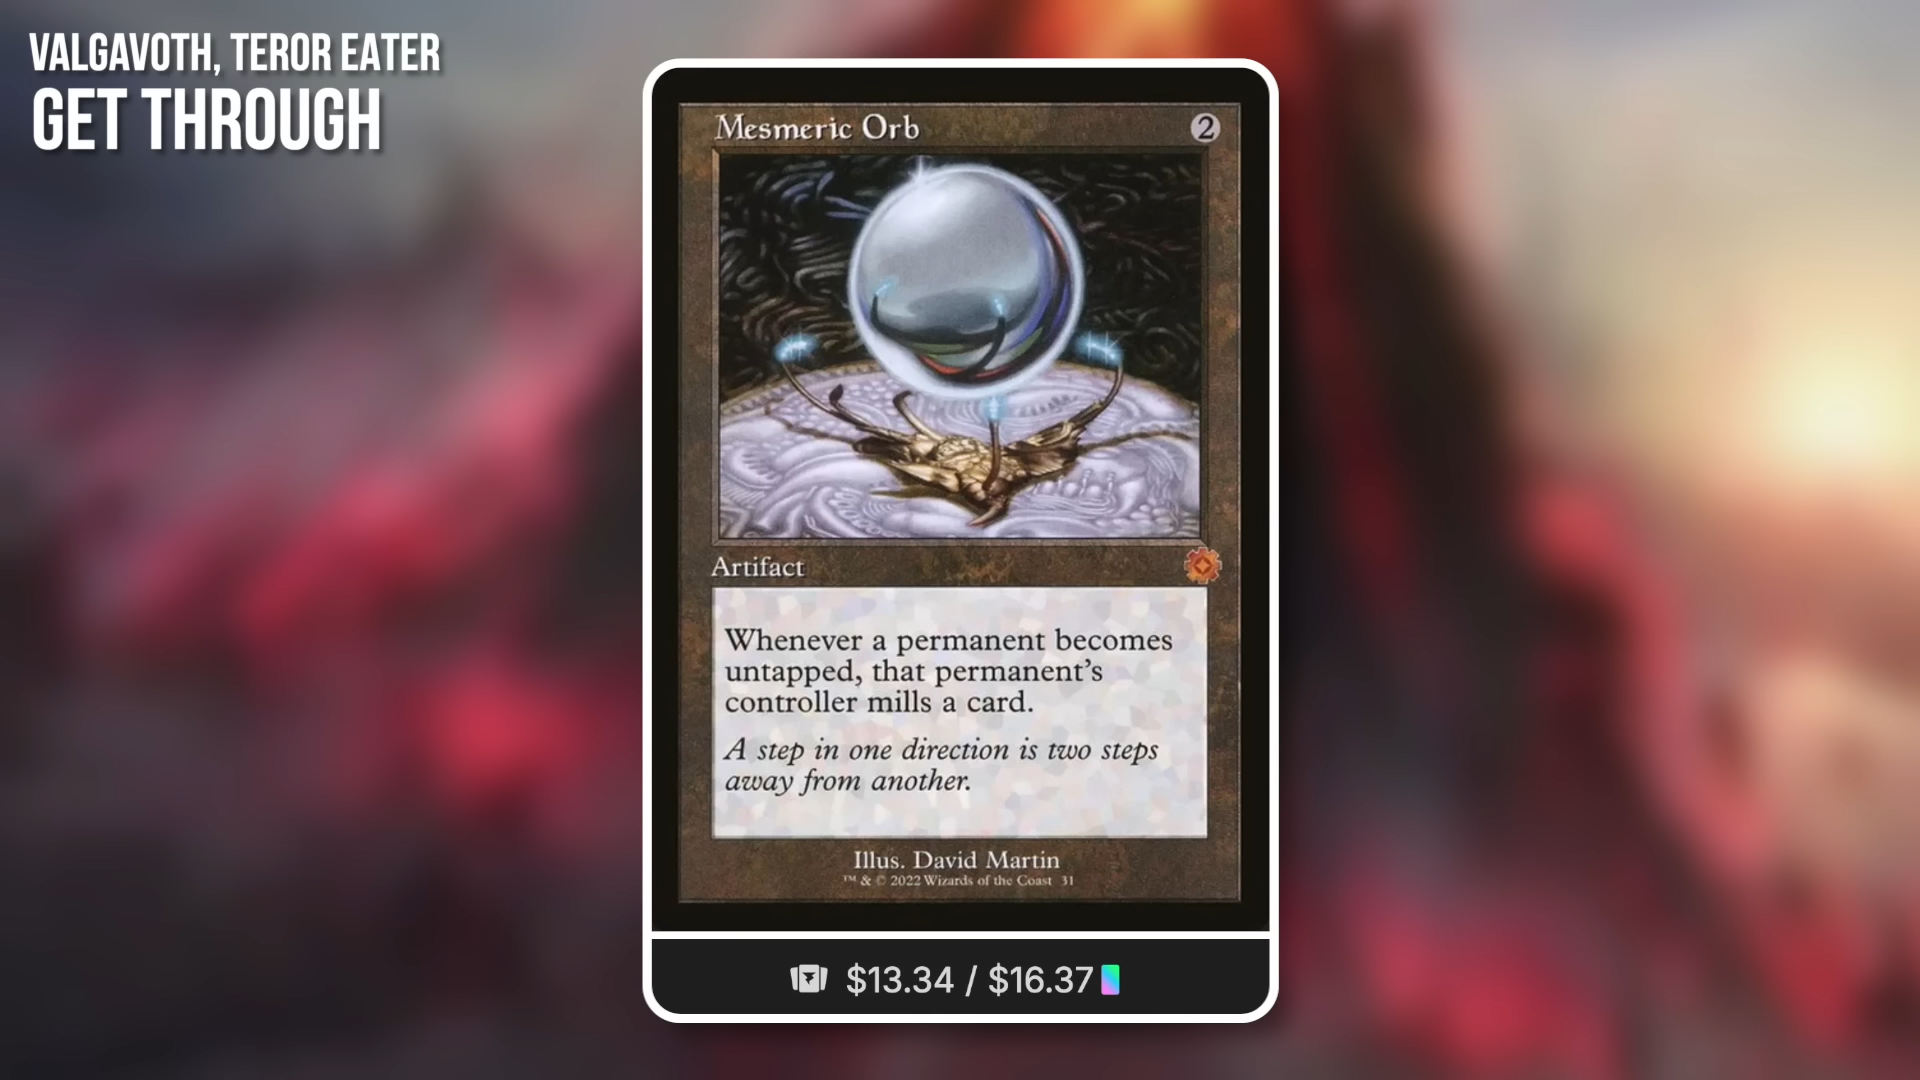 VALGAVOTH, TEROR EATER
GET THROUGH
Mesmeric Orb 2
Artifact
Whenever a permanent becomes
untapped, that permanent's
controller mills a card.
A step in one direction is two steps
away from another.
Illus. David Martin
™ & © 2022 Wizards of the Coast 31
$13.34 / $16.37